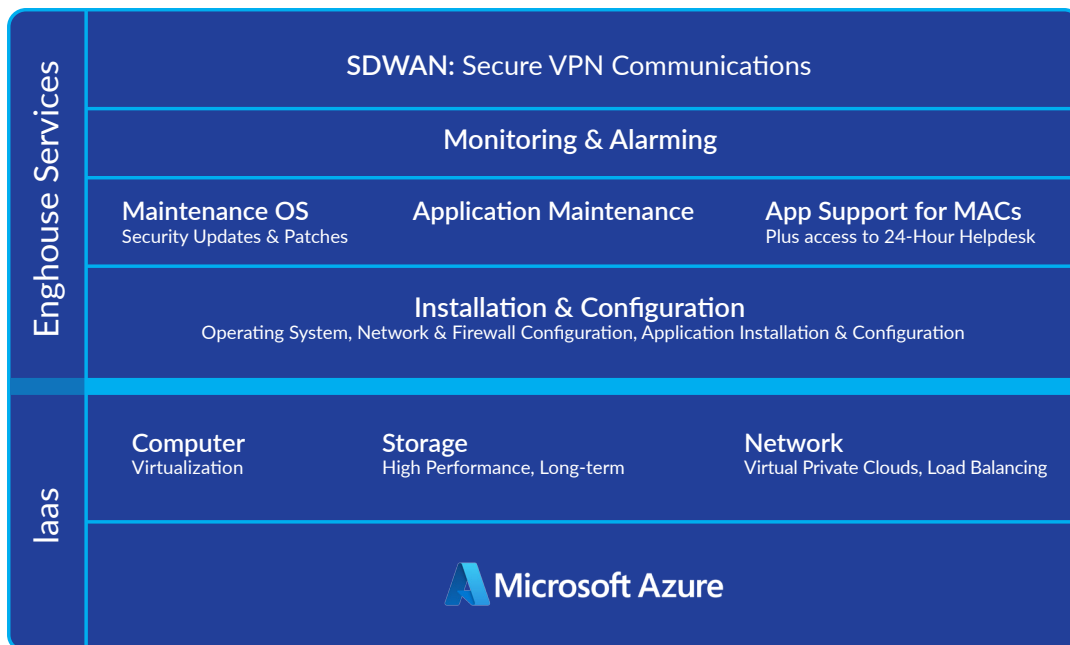 Enghouse Services
SDWAN: Secure VPN Communications
Monitoring & Alarming
Maintenance OS
Security Updates & Patches
Application Maintenance
App Support for MACs
Plus access to 24-Hour Helpdesk
Installation & Configuration
Operating System, Network & Firewall Configuration, Application Installation & Configuration
Iaas
Computer
Virtualization
Storage
High Performance, Long-term
Network
Virtual Private Clouds, Load Balancing
Microsoft Azure